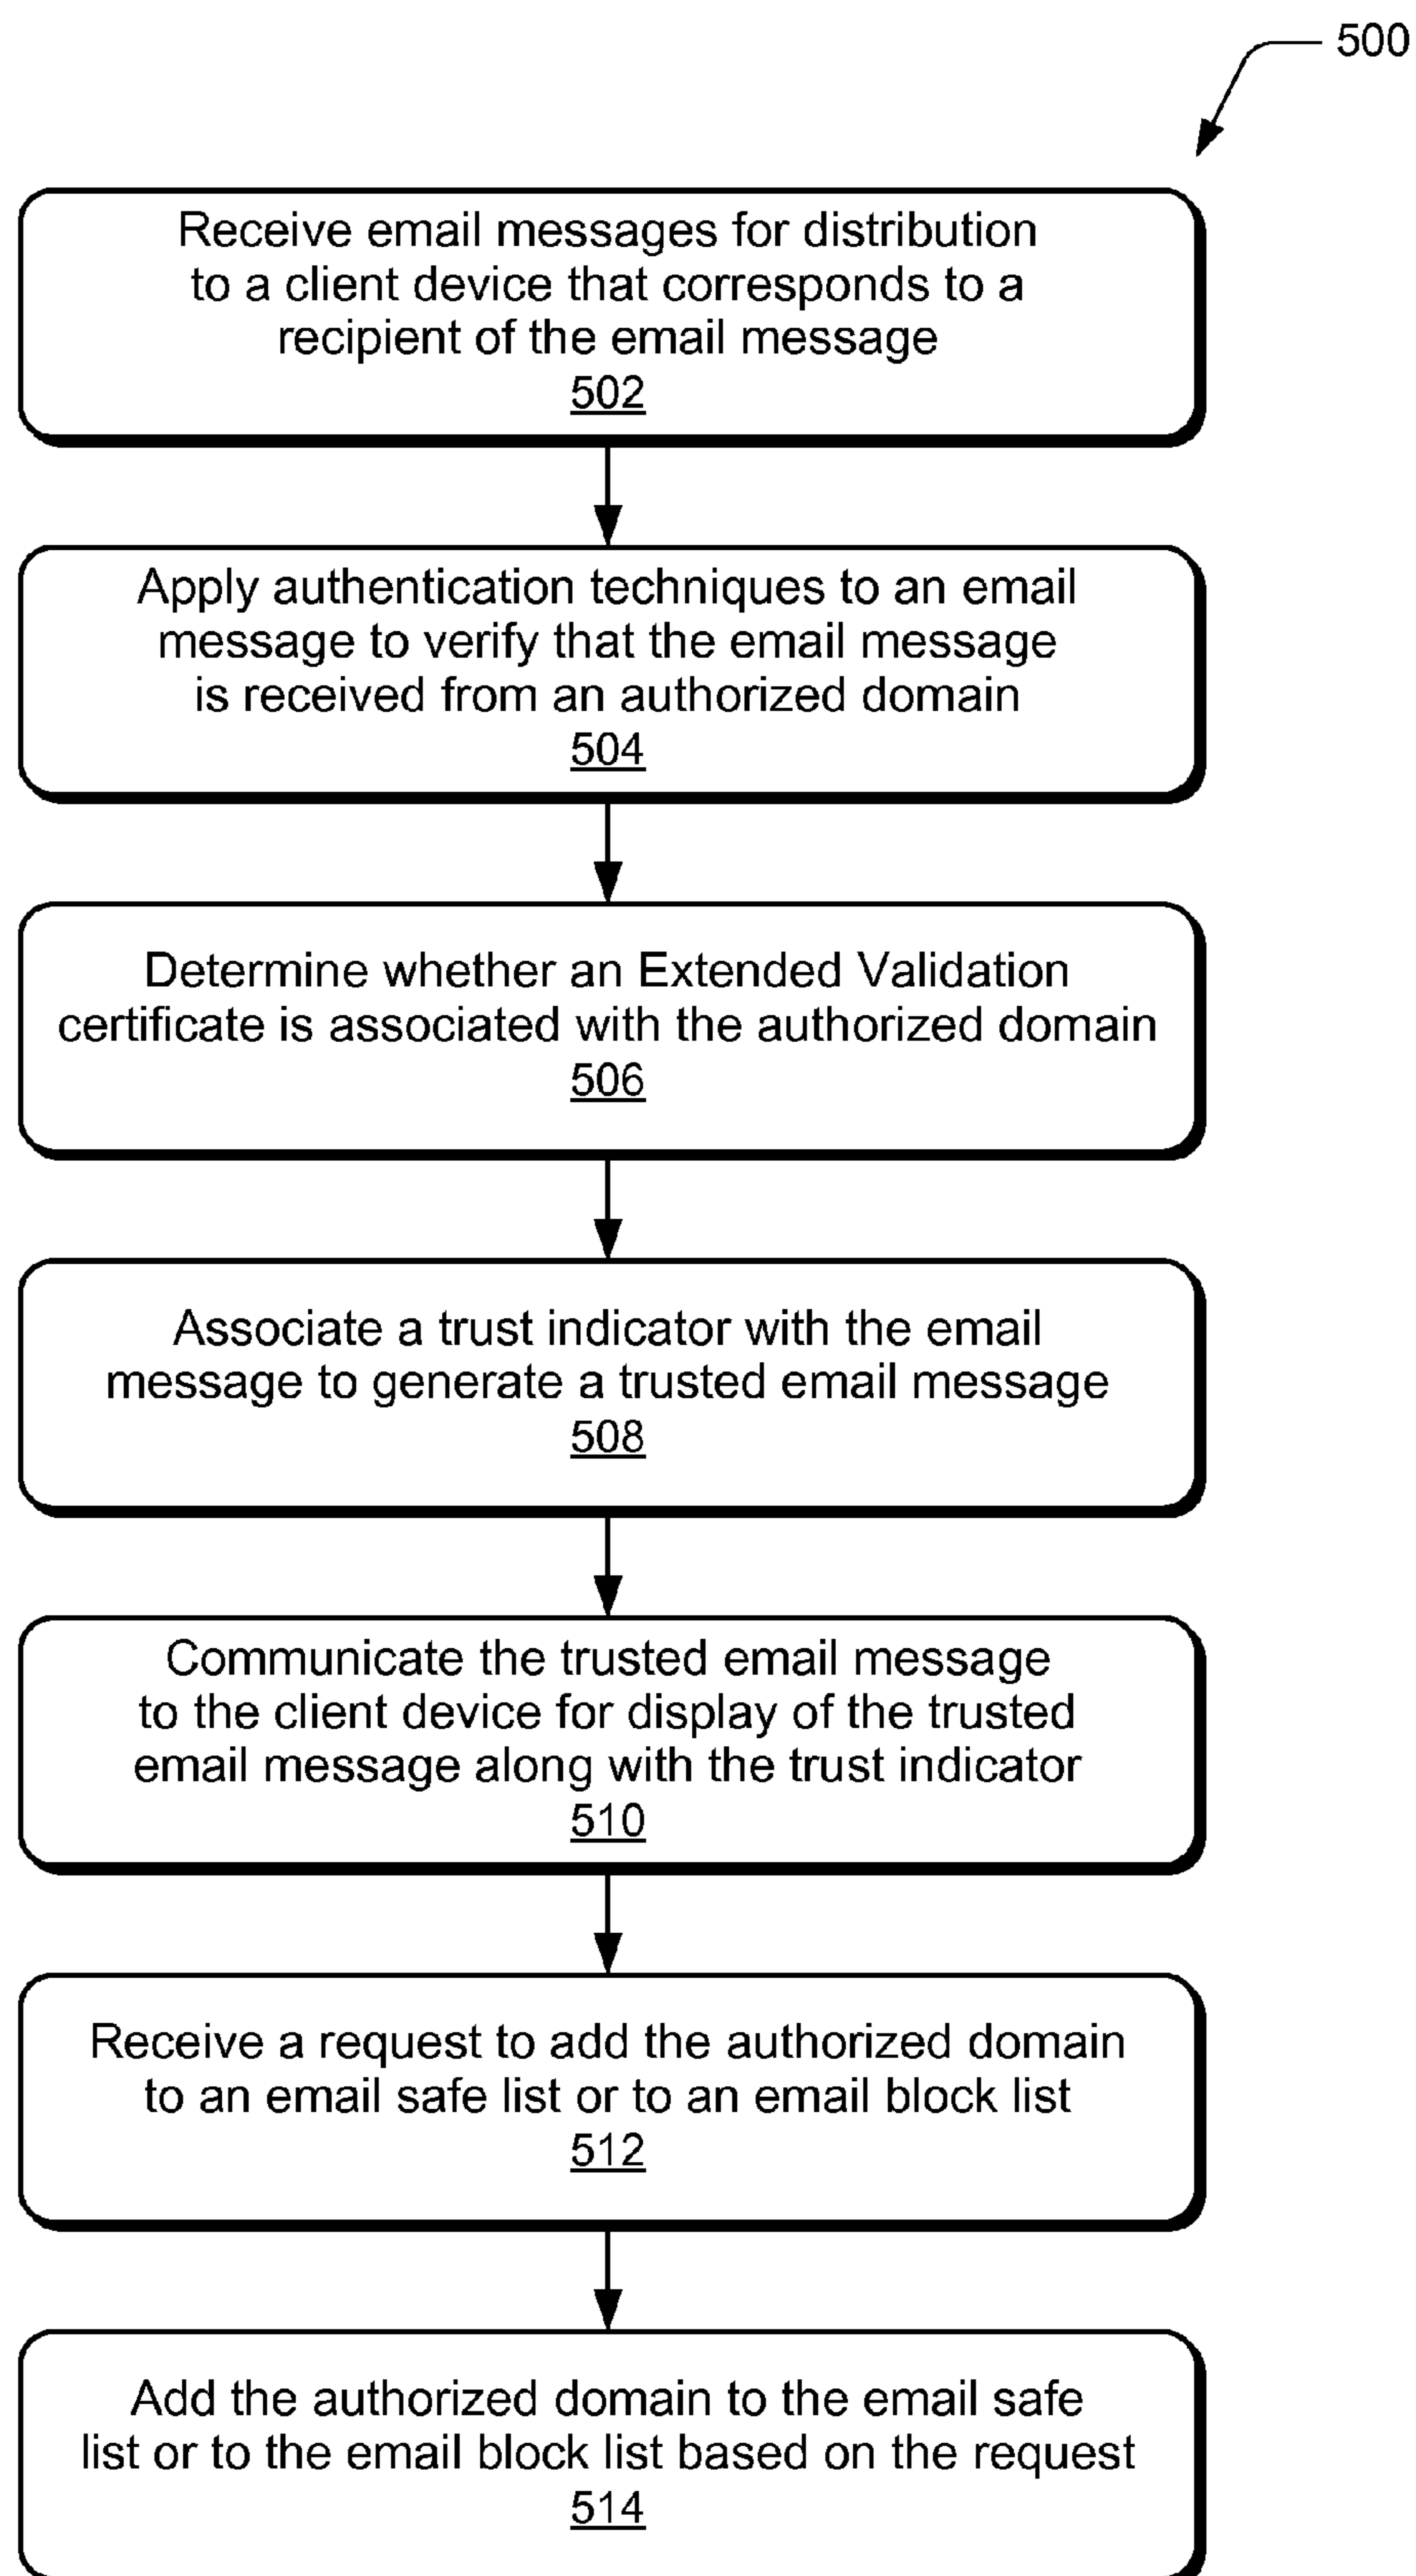 500
Receive email messages for distribution
to a client device that corresponds to a
recipient of the email message
502
Apply authentication techniques to an email
message to verify that the email message
is received from an authorized domain
504
Determine whether an Extended Validation
certificate is associated with the authorized domain
506
Associate a trust indicator with the email
message to generate a trusted email message
508
Communicate the trusted email message
to the client device for display of the trusted
email message along with the trust indicator
510
Receive a request to add the authorized domain
to an email safe list or to an email block list
512
Add the authorized domain to the email safe
list or to the email block list based on the request
514